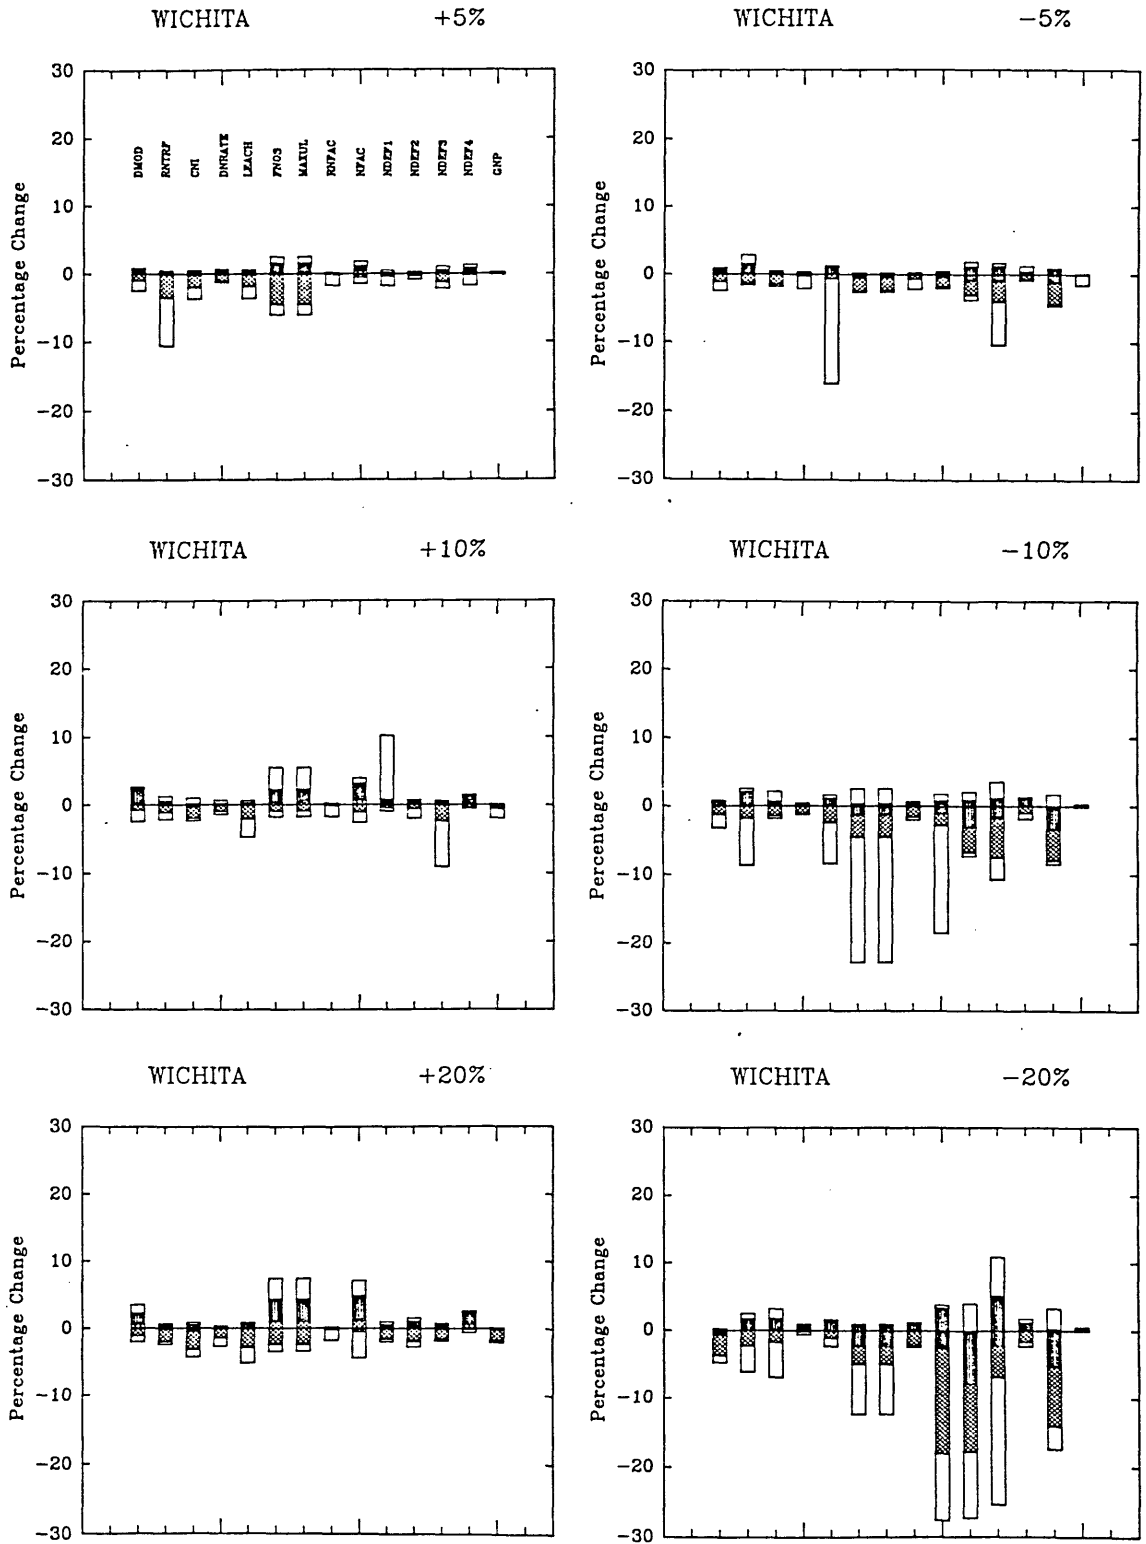 WICHITA +5%
30
20
10
0
−10
−20
−30
Percentage Change
DMOD
RNTRF
CNI
DNRATE
LEACH
FNO3
MAXUL
RNFAC
NFAC
NDEF1
NDEF2
NDEF3
NDEF4
GNP
WICHITA −5%
30
20
10
0
−10
−20
−30
Percentage Change
WICHITA +10%
30
20
10
0
−10
−20
−30
Percentage Change
WICHITA −10%
30
20
10
0
−10
−20
−30
Percentage Change
WICHITA +20%
30
20
10
0
−10
−20
−30
Percentage Change
WICHITA −20%
30
20
10
0
−10
−20
−30
Percentage Change